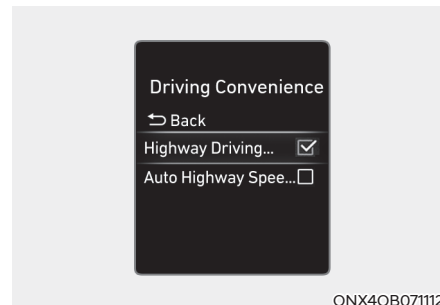 Driving Convenience
Back
Highway Driving...
Auto Highway Spee...
ONX4OB071112